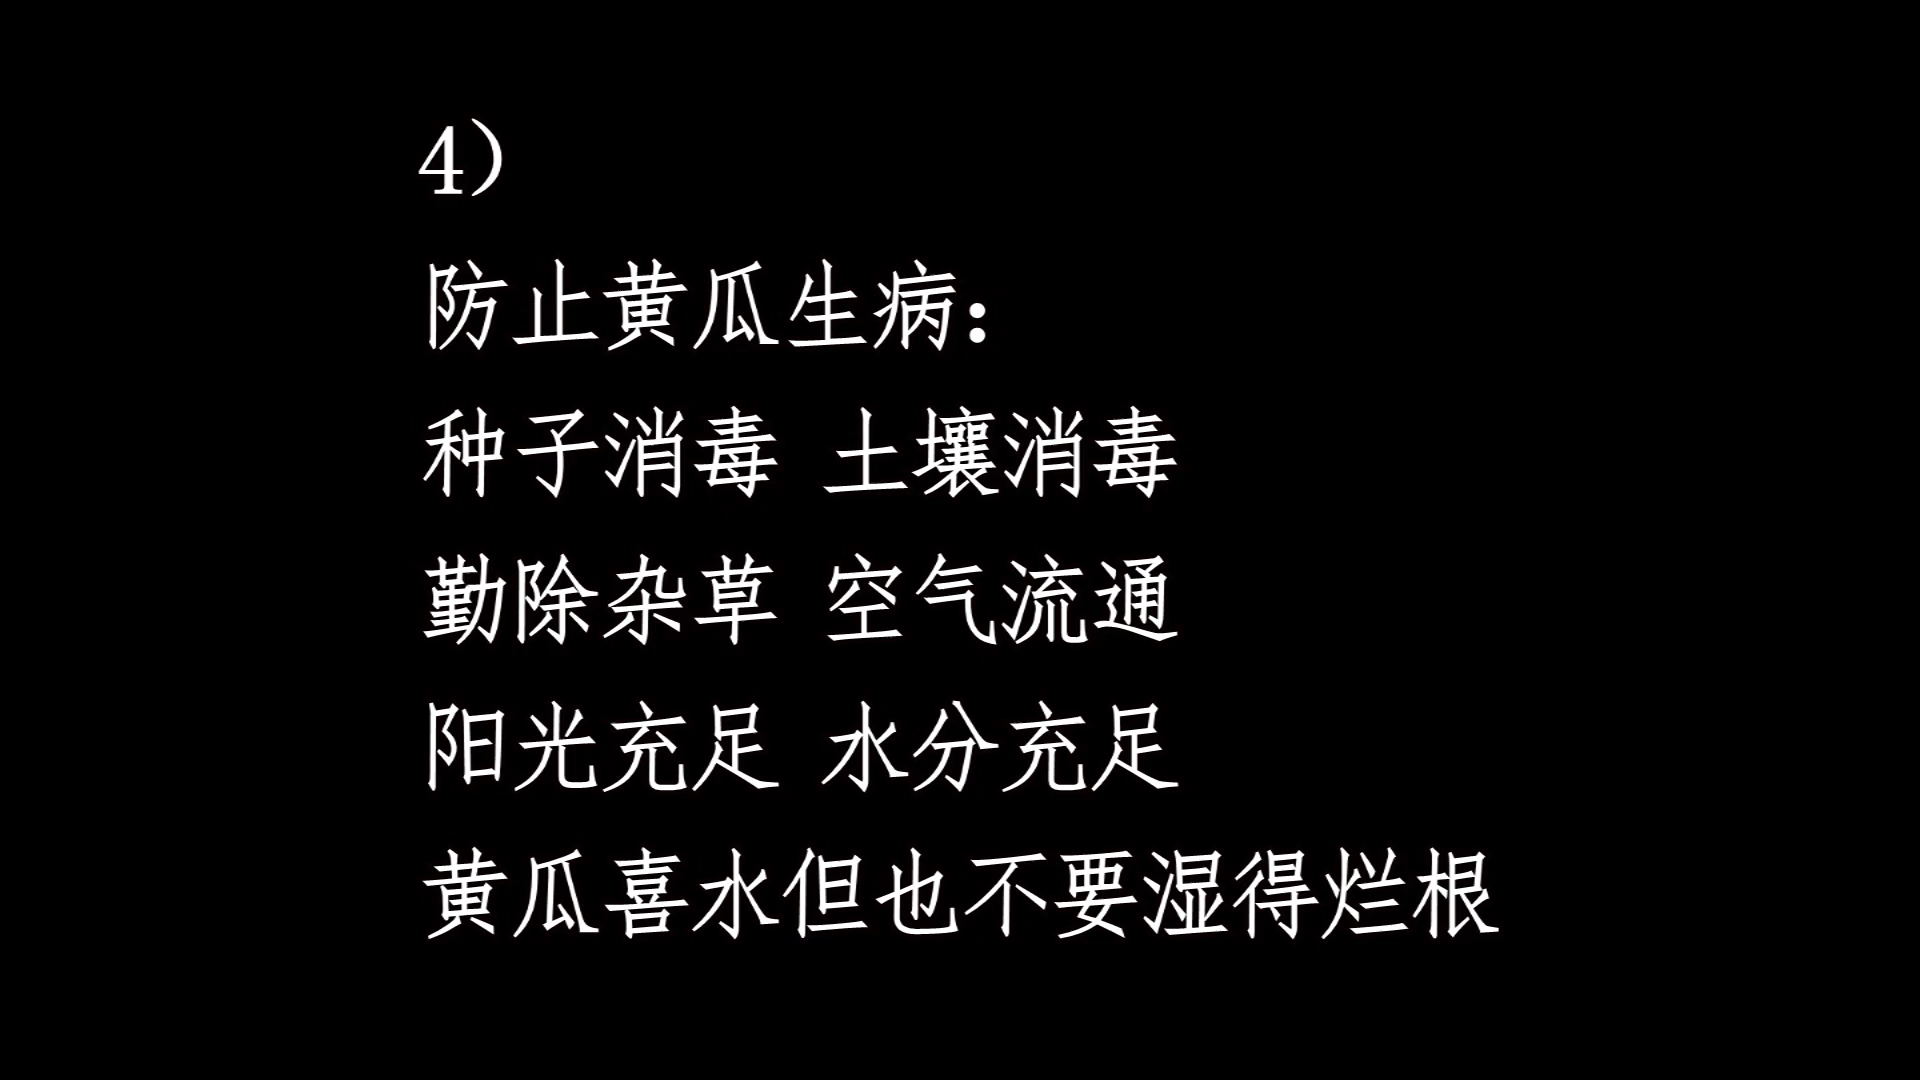 4）
防止黄瓜生病：
种子消毒 土壤消毒
勤除杂草 空气流通
阳光充足 水分充足
黄瓜喜水但也不要湿得烂根